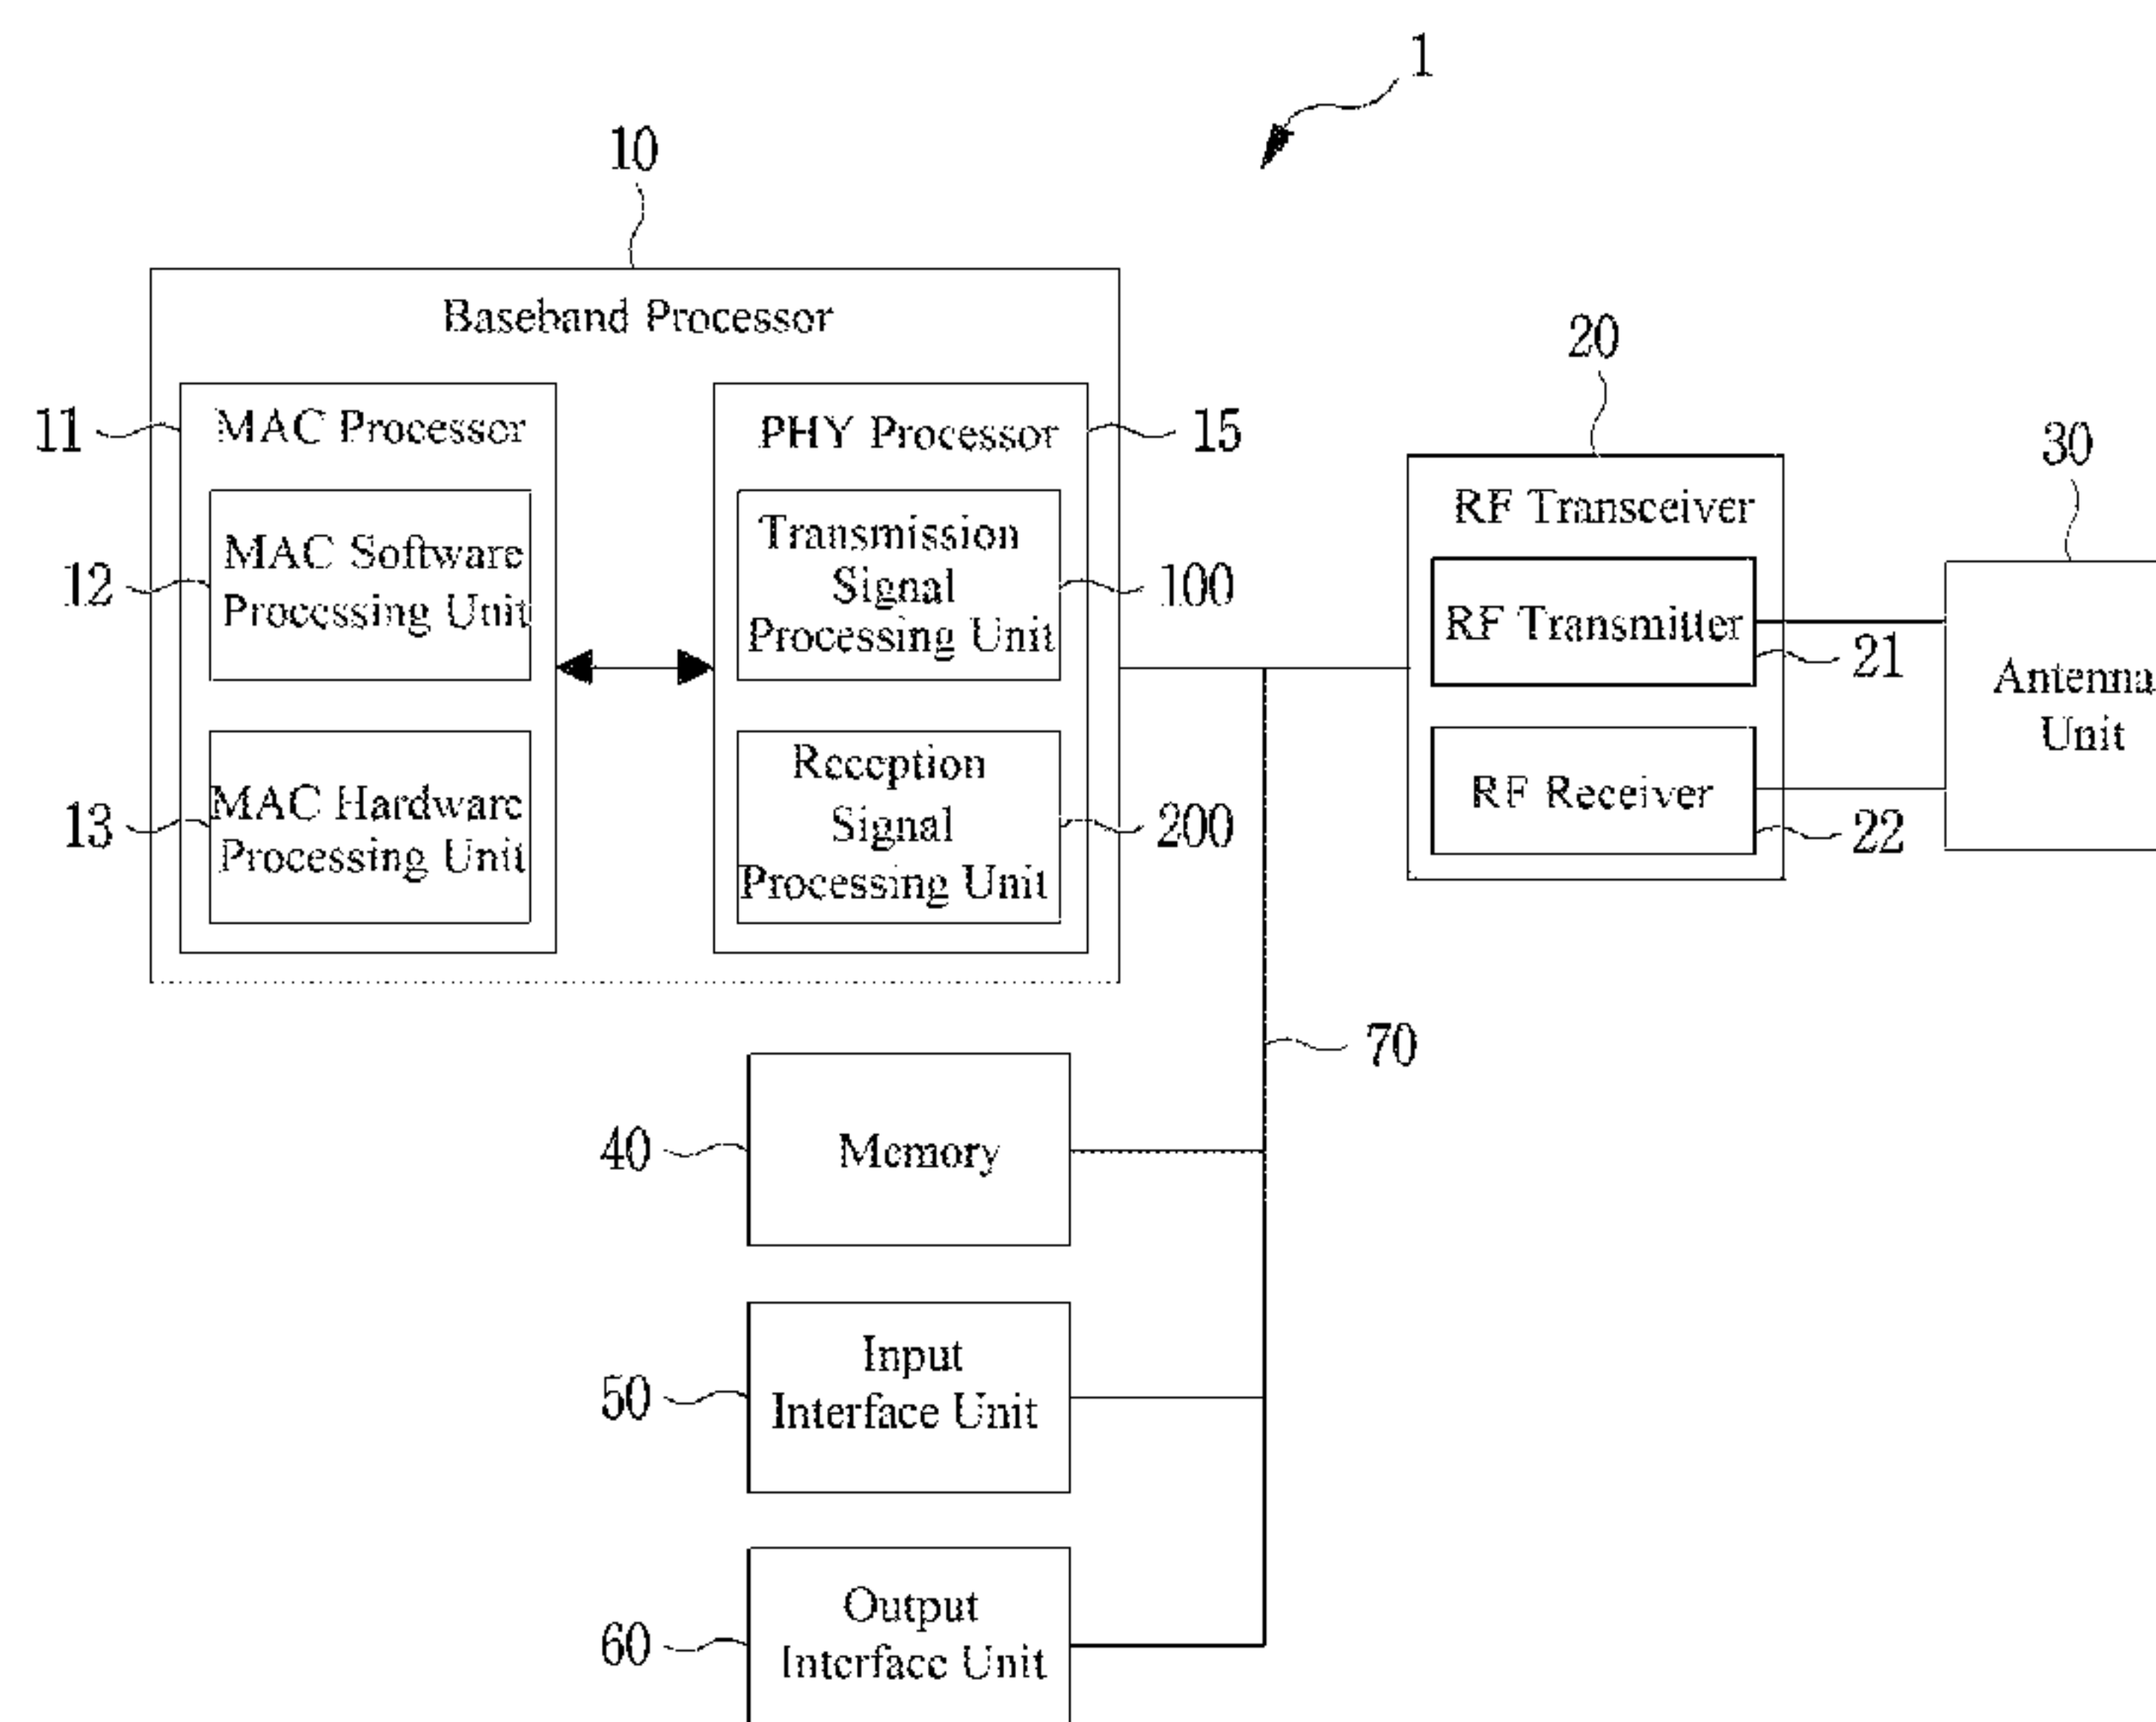 1
10
Baseband Processor
11
MAC Processor
12
MAC Software
Processing Unit
13
MAC Hardware
Processing Unit
PHY Processor
15
Transmission
Signal
Processing Unit
100
Reception
Signal
Processing Unit
200
20
RF Transceiver
RF Transmitter
21
RF Receiver
22
30
Antenna
Unit
70
40
Memory
50
Input
Interface Unit
60
Output
Interface Unit